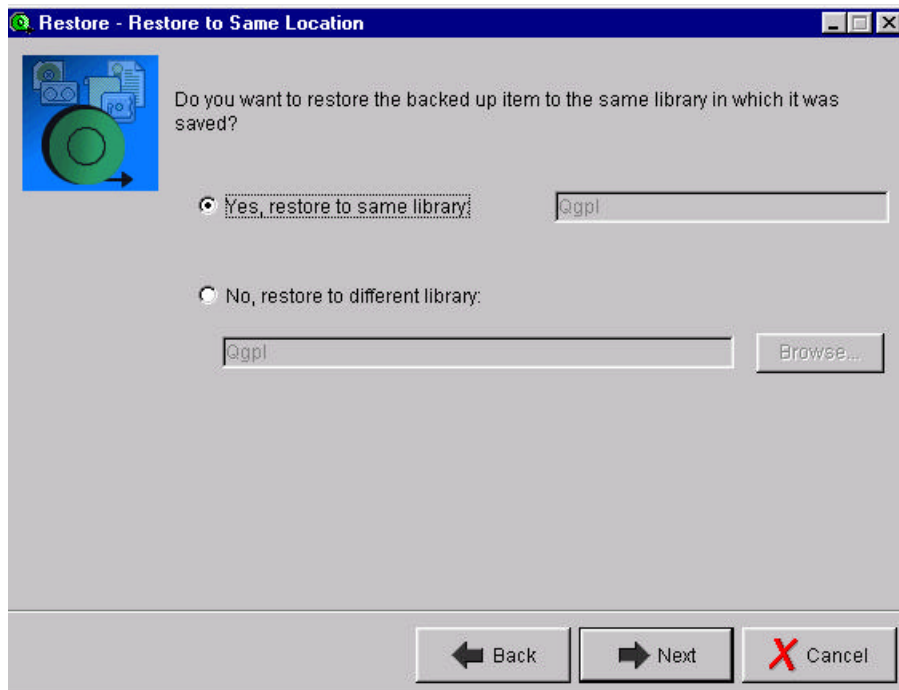 Restore - Restore to Same Location
Do you want to restore the backed up item to the same library in which it was
saved?
Yes, restore to same library:
Qgpl
No, restore to different library:
Qgpl
Browse...
Back
Next
Cancel